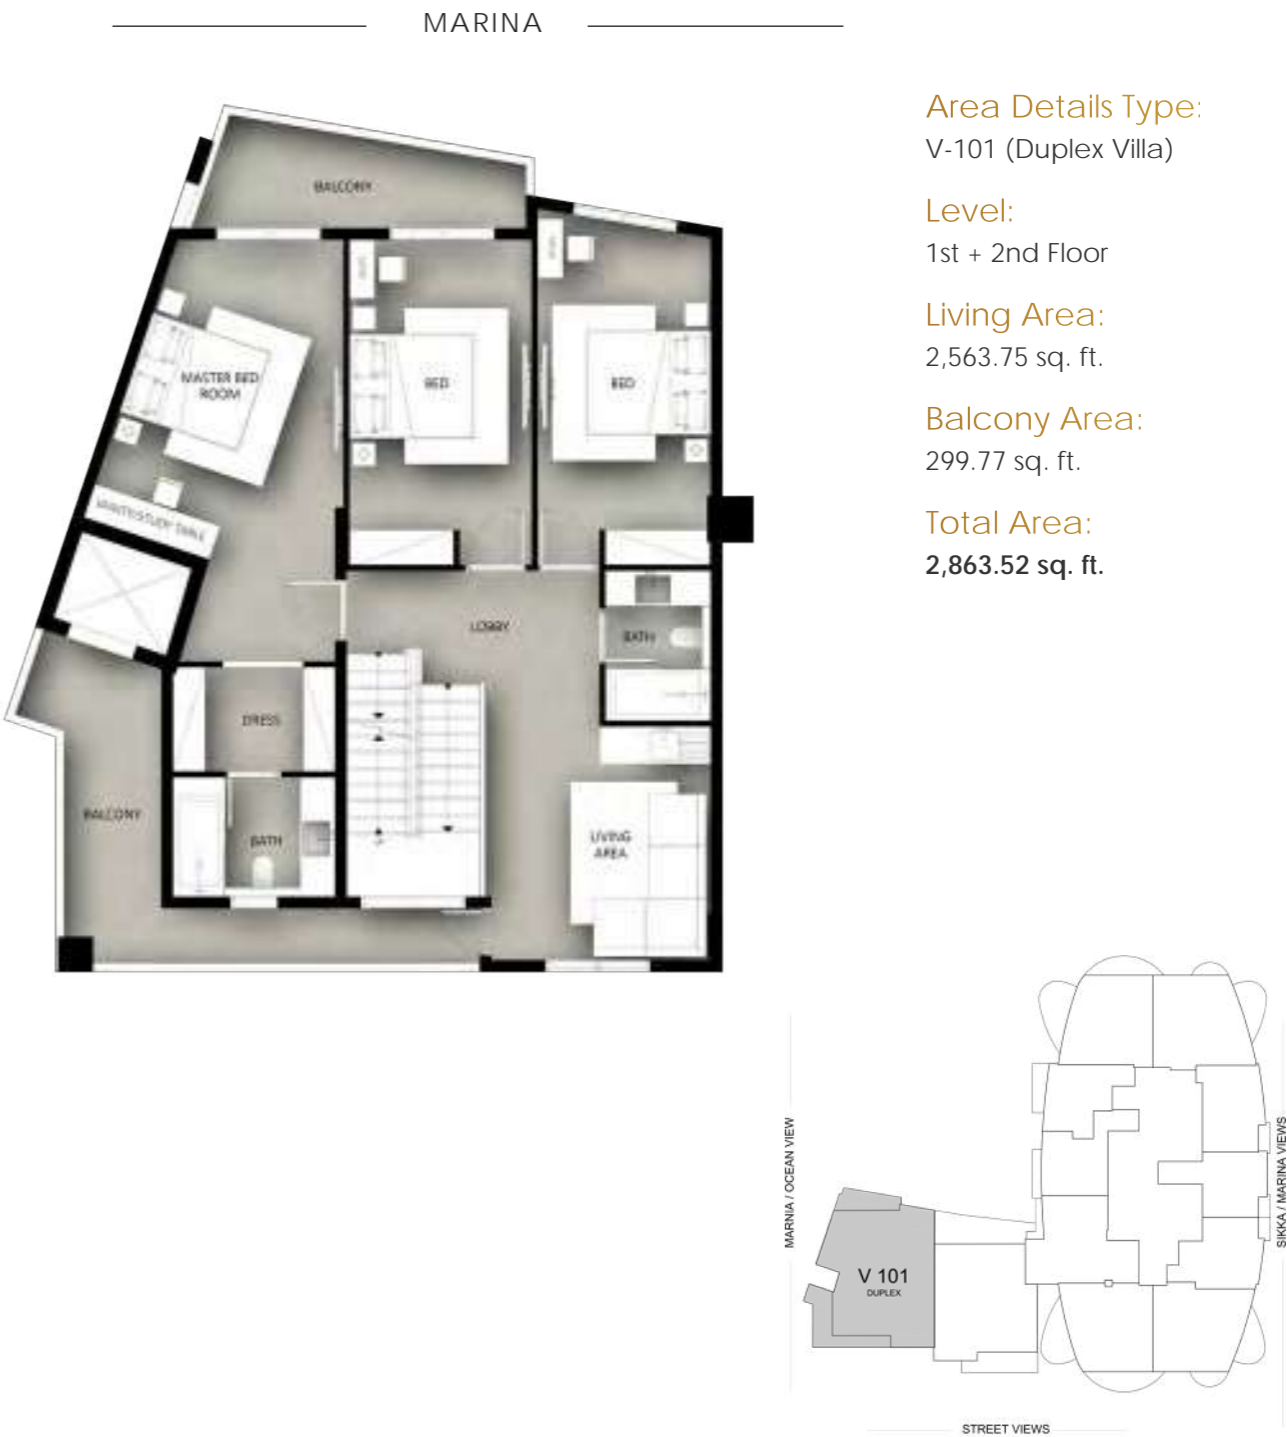 MARINA
Area Details Type:
V-101 (Duplex Villa)
Level:
1st + 2nd Floor
Living Area:
2,563.75 sq. ft.
Balcony Area:
299.77 sq. ft.
Total Area:
2,863.52 sq. ft.
BALCONY
MASTER BED
ROOM
BED
BED
STUDY TABLE
LOBBY
BATH
DRESS
BALCONY
BATH
LIVING
AREA
MARNIA / OCEAN VIEW
SIKKA / MARINA VIEWS
V 101
DUPLEX
STREET VIEWS